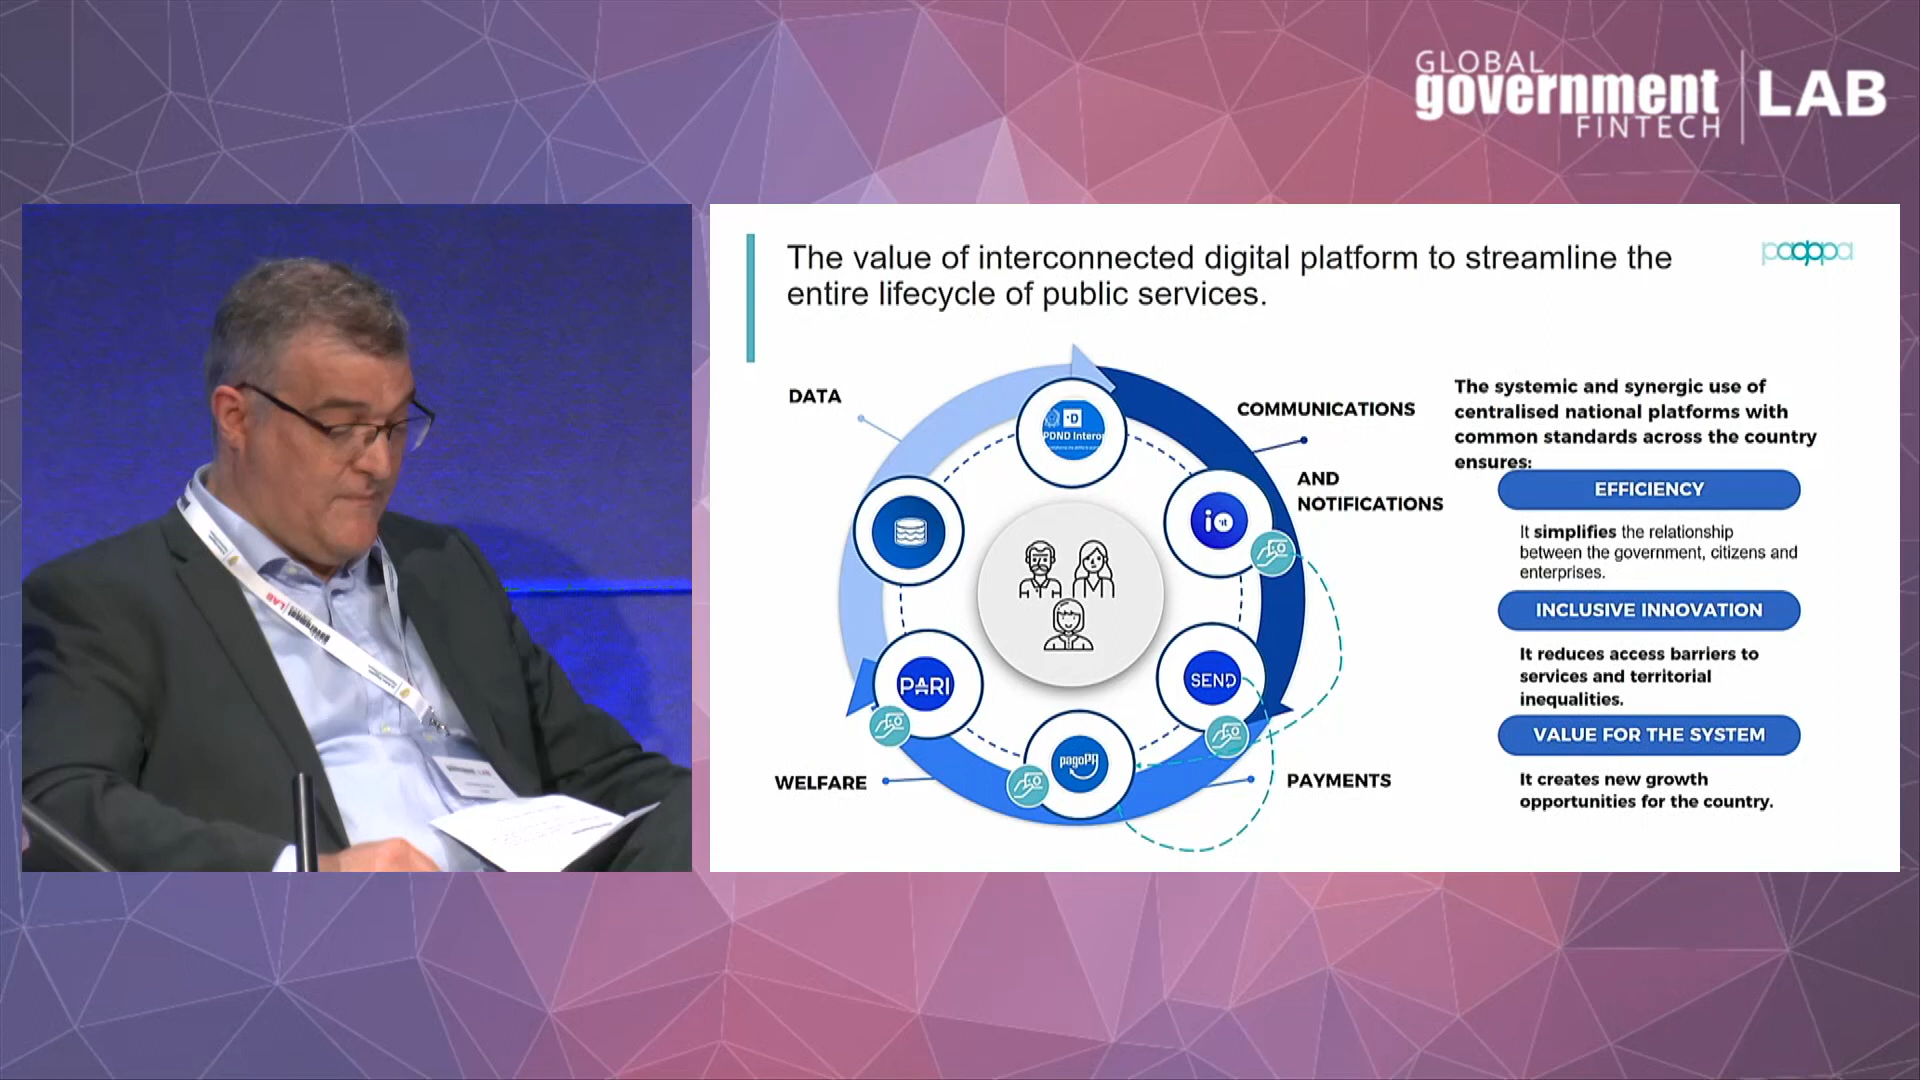 GLOBAL
government
FINTECH
LAB
The value of interconnected digital platform to streamline the
entire lifecycle of public services.
pagopa
DATA
COMMUNICATIONS
AND
NOTIFICATIONS
WELFARE
PAYMENTS
D
PDND Intero
io
it
SEND
pagoPA
PARI
The systemic and synergic use of
centralised national platforms with
common standards across the country
ensures:
EFFICIENCY
It simplifies the relationship
between the government, citizens and
enterprises.
INCLUSIVE INNOVATION
It reduces access barriers to
services and territorial
inequalities.
VALUE FOR THE SYSTEM
It creates new growth
opportunities for the country.
LAB